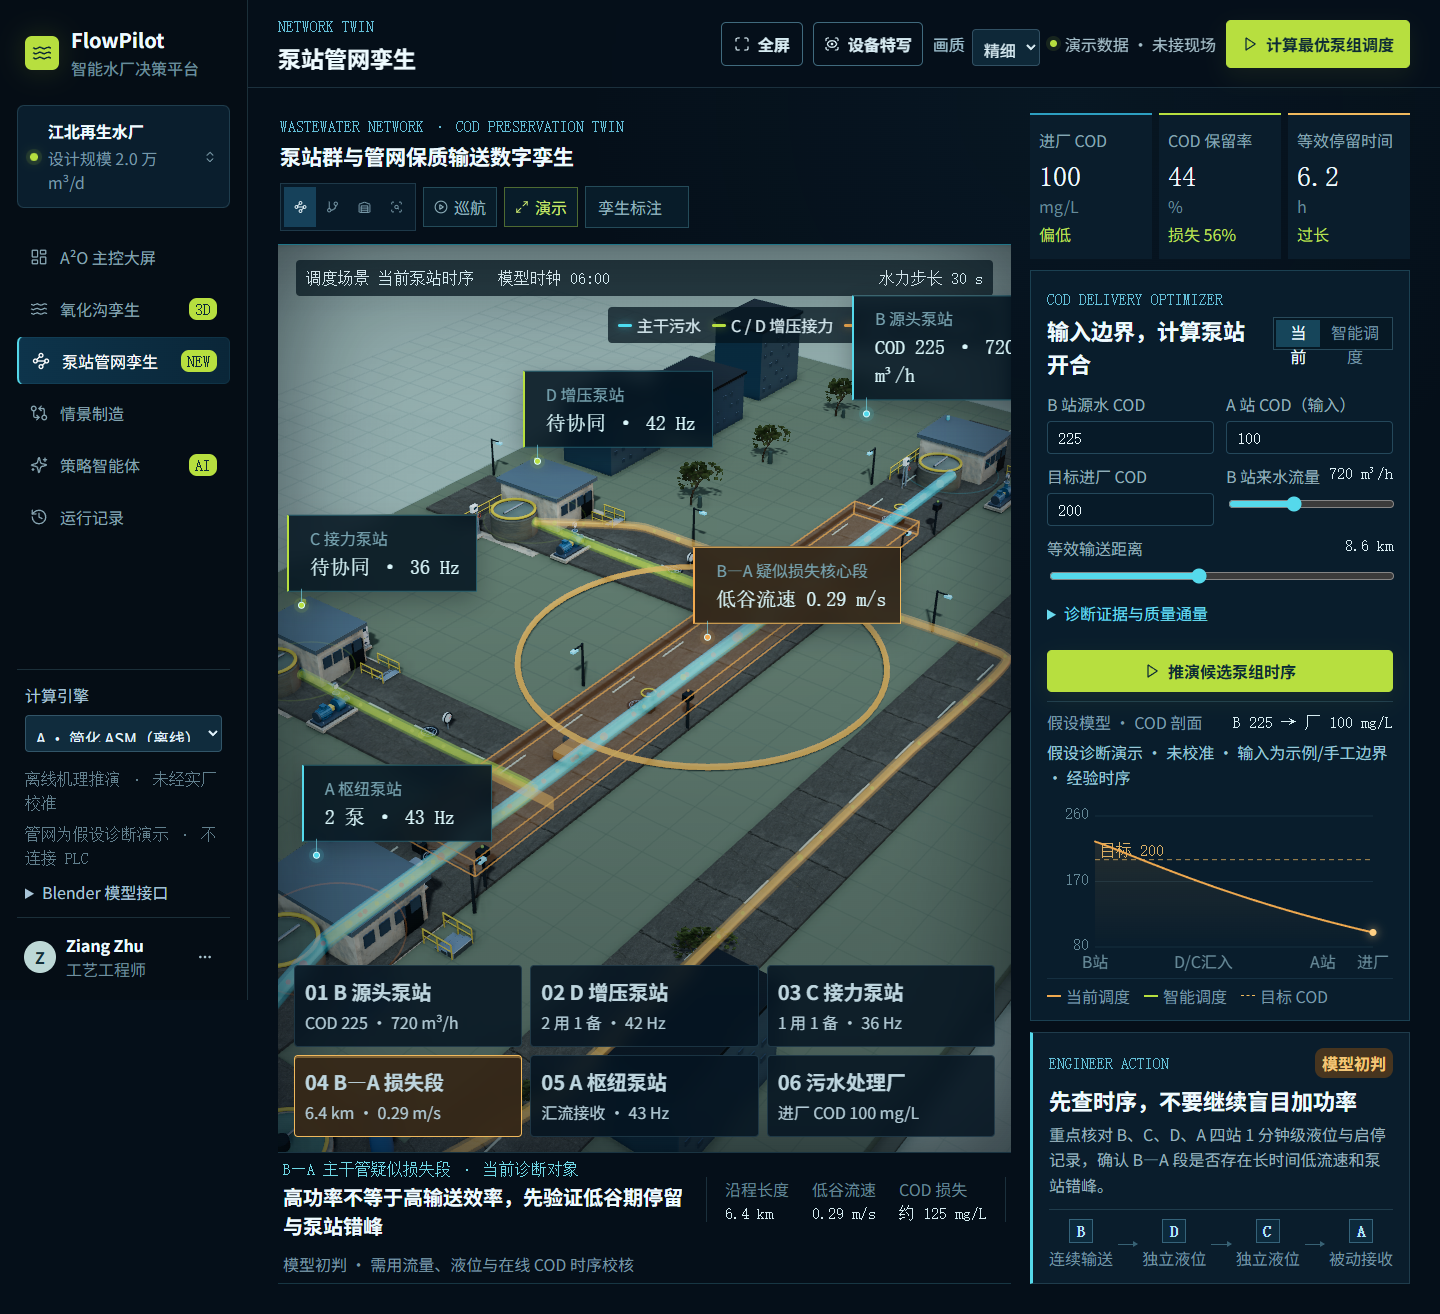 FlowPilot
智能水厂决策平台
江北再生水厂
设计规模 2.0 万
m³/d
A²O 主控大屏
氧化沟孪生
3D
泵站管网孪生
NEW
情景制造
策略智能体
AI
运行记录
计算引擎
A · 简化 ASM（离线）
离线机理推演 · 未经实厂
校准
管网为假设诊断演示 · 不
连接 PLC
Blender 模型接口
Z
Ziang Zhu
工艺工程师
NETWORK TWIN
泵站管网孪生
全屏
设备特写
画质
精细
演示数据 · 未接现场
计算最优泵组调度
WASTEWATER NETWORK · COD PRESERVATION TWIN
泵站群与管网保质输送数字孪生
巡航
演示
孪生标注
调度场景 当前泵站时序 模型时钟 06:00
水力步长 30 s
主干污水
C / D 增压接力
B 源头泵站
COD 225 · 720
m³/h
D 增压泵站
待协同 · 42 Hz
C 接力泵站
待协同 · 36 Hz
B—A 疑似损失核心段
低谷流速 0.29 m/s
A 枢纽泵站
2 泵 · 43 Hz
01 B 源头泵站
COD 225 · 720 m³/h
02 D 增压泵站
2 用 1 备 · 42 Hz
03 C 接力泵站
1 用 1 备 · 36 Hz
04 B—A 损失段
6.4 km · 0.29 m/s
05 A 枢纽泵站
汇流接收 · 43 Hz
06 污水处理厂
进厂 COD 100 mg/L
B—A 主干管疑似损失段 · 当前诊断对象
高功率不等于高输送效率，先验证低谷期停留
与泵站错峰
模型初判 · 需用流量、液位与在线 COD 时序校核
沿程长度
6.4 km
低谷流速
0.29 m/s
COD 损失
约 125 mg/L
进厂 COD
100
mg/L
偏低
COD 保留率
44
%
损失 56%
等效停留时间
6.2
h
过长
COD DELIVERY OPTIMIZER
输入边界，计算泵站
开合
当
前
智能调
度
B 站源水 COD
225
A 站 COD（输入）
100
目标进厂 COD
200
B 站来水流量
720 m³/h
等效输送距离
8.6 km
诊断证据与质量通量
推演候选泵组时序
假设模型 · COD 剖面
B 225 → 厂 100 mg/L
假设诊断演示 · 未校准 · 输入为示例/手工边界
· 经验时序
260
目标 200
170
80
B站
D/C汇入
A站
进厂
当前调度
智能调度
目标 COD
ENGINEER ACTION
模型初判
先查时序，不要继续盲目加功率
重点核对 B、C、D、A 四站 1 分钟级液位与启停
记录，确认 B—A 段是否存在长时间低流速和泵
站错峰。
B
D
C
A
连续输送
独立液位
独立液位
被动接收